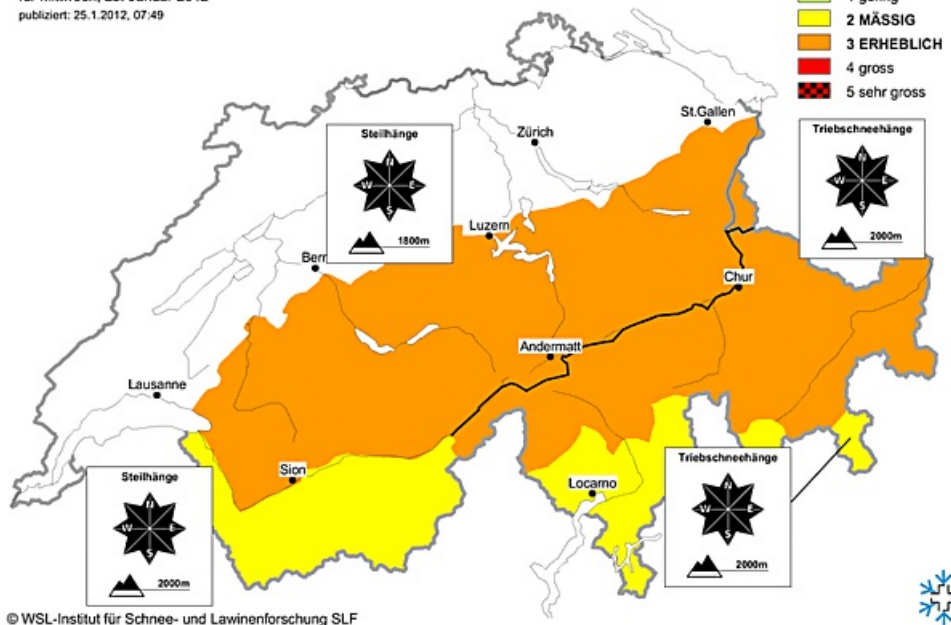 publiziert: 25.1.2012, 07:49
2 MÄSSIG
3 ERHEBLICH
4 gross
5 sehr gross
St.Gallen
Zürich
Steilhänge
N
W E
S
1800m
Triebschneehänge
N
W E
S
2000m
Luzern
Bern
Chur
Andermatt
Lausanne
Sion
Locarno
Steilhänge
N
W E
S
2000m
Triebschneehänge
N
W E
S
2000m
© WSL-Institut für Schnee- und Lawinenforschung SLF